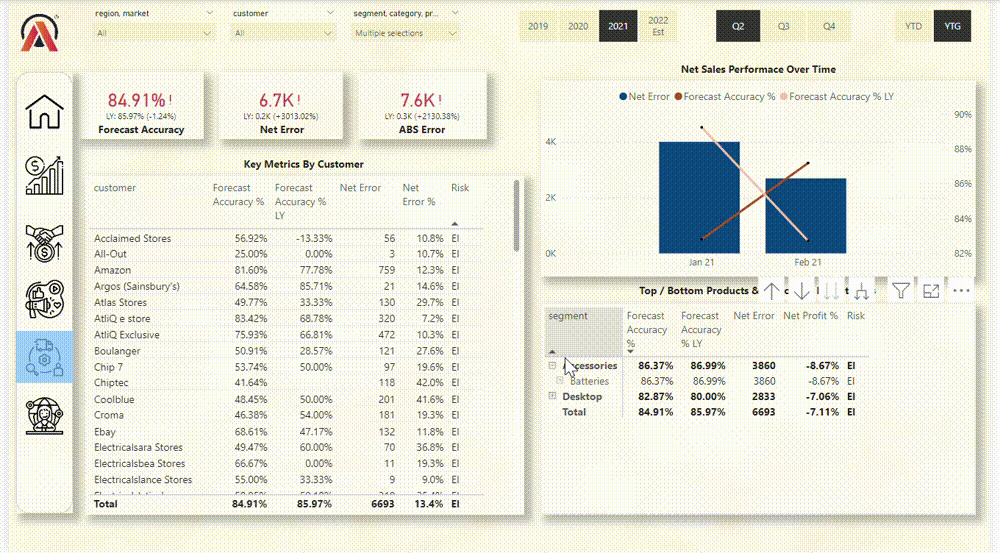 region, market customer segment, category, pr...
All All Multiple selections
2019 2020 2021 2022 Est Q2 Q3 Q4 YTD YTG
84.91% !
LY: 85.97% (-1.24%)
Forecast Accuracy
6.7K !
LY: 0.2K (+3013.02%)
Net Error
7.6K !
LY: 0.3K (+2130.38%)
ABS Error
Key Metrics By Customer
customer Forecast Accuracy % Forecast Accuracy % LY Net Error Net Error % Risk
Acclaimed Stores 56.92% -13.33% 56 10.8% EI
All-Out 25.00% 0.00% 3 10.7% EI
Amazon 81.60% 77.78% 759 12.3% EI
Argos (Sainsbury's) 64.58% 85.71% 21 14.6% EI
Atlas Stores 49.77% 33.33% 130 29.7% EI
AtliQ e store 83.42% 68.78% 320 7.2% EI
AtliQ Exclusive 75.93% 66.81% 472 10.3% EI
Boulanger 50.91% 28.57% 121 27.6% EI
Chip 7 53.74% 50.00% 97 19.6% EI
Chiptec 41.64% 118 42.0% EI
Coolblue 48.45% 50.00% 201 41.6% EI
Croma 46.38% 54.00% 181 19.3% EI
Ebay 68.61% 47.17% 132 11.8% EI
Electricalsara Stores 49.47% 60.00% 70 36.8% EI
Electricalsbea Stores 66.67% 0.00% 11 19.3% EI
Electricalslance Stores 55.00% 33.33% 9 9.0% EI
Total 84.91% 85.97% 6693 13.4% EI
Net Sales Performace Over Time
Net Error Forecast Accuracy % Forecast Accuracy % LY
90%
4K 88%
86%
2K
84%
0K 82%
Jan 21 Feb 21
Top / Bottom Products &
segment Forecast Accuracy % Forecast Accuracy % LY Net Error Net Profit % Risk
Accessories 86.37% 86.99% 3860 -8.67% EI
Batteries 86.37% 86.99% 3860 -8.67% EI
Desktop 82.87% 80.00% 2833 -7.06% EI
Total 84.91% 85.97% 6693 -7.11% EI